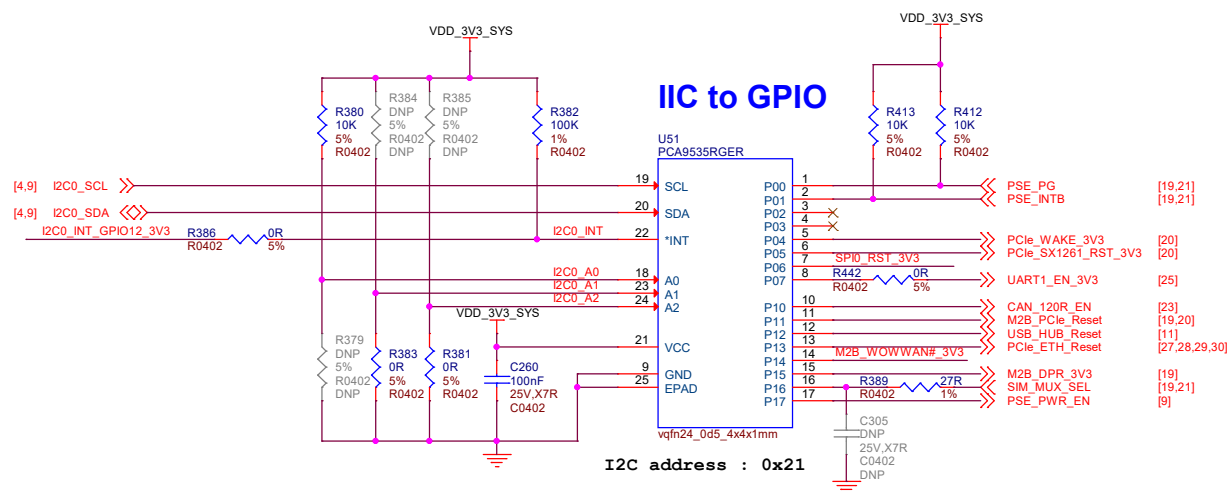 VDD_3V3_SYS
VDD_3V3_SYS
IIC to GPIO
R380
10K
5%
R0402
R384
DNP
5%
R0402
DNP
R385
DNP
5%
R0402
DNP
R382
100K
1%
R0402
R413
10K
5%
R0402
R412
10K
5%
R0402
U51
PCA9535RGER
[4,9] I2C0_SCL
19
SCL
P00
1
PSE_PG
[19,21]
P01
2
PSE_INTB
[19,21]
[4,9] I2C0_SDA
20
SDA
P02
3
P03
4
I2C0_INT_GPIO12_3V3
R386
0R
R0402
5%
I2C0_INT
22
*INT
P04
5
PCIe_WAKE_3V3
[20]
P05
6
PCIe_SX1261_RST_3V3
[20]
P06
7
SPI0_RST_3V3
I2C0_A0
18
A0
P07
8
R442
0R
R0402
5%
UART1_EN_3V3
[25]
I2C0_A1
23
A1
I2C0_A2
24
A2
P10
10
CAN_120R_EN
[23]
P11
11
M2B_PCIe_Reset
[19,20]
P12
12
USB_HUB_Reset
[11]
VDD_3V3_SYS
21
VCC
P13
13
PCIe_ETH_Reset
[27,28,29,30]
P14
14
M2B_WOWWAN#_3V3
9
GND
P15
15
M2B_DPR_3V3
[19]
25
EPAD
P16
16
R389
27R
R0402
1%
SIM_MUX_SEL
[19,21]
P17
17
PSE_PWR_EN
[9]
R379
DNP
5%
R0402
DNP
R383
0R
5%
R0402
R381
0R
5%
R0402
C260
100nF
25V,X7R
C0402
C305
DNP
25V,X7R
C0402
DNP
vqfn24_0d5_4x4x1mm
I2C address : 0x21